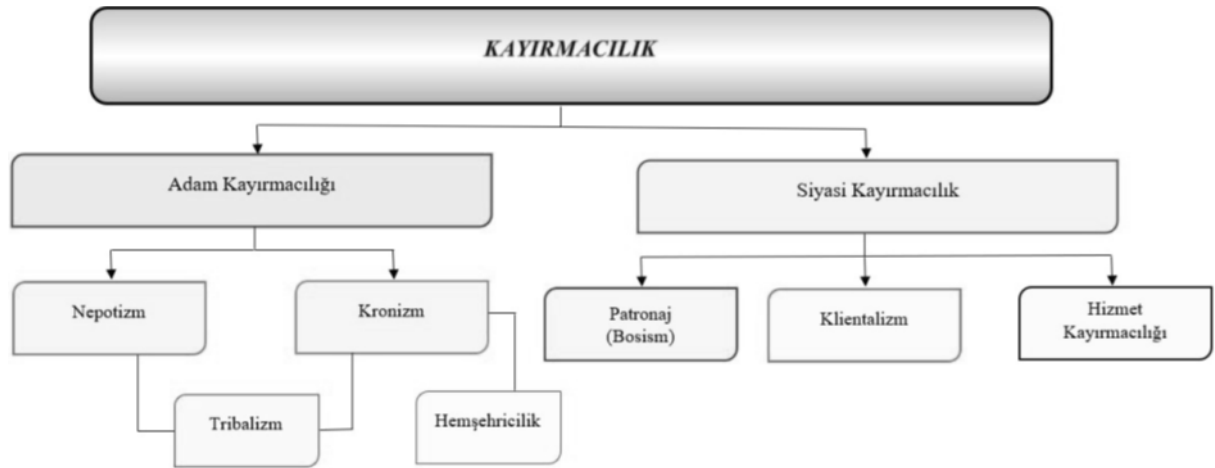 KAYIRMACILIK
Adam Kayırmacılığı
Siyasi Kayırmacılık
Nepotizm
Kronizm
Patronaj
(Bosism)
Klientalizm
Hizmet
Kayırmacılığı
Tribalizm
Hemşehricilik